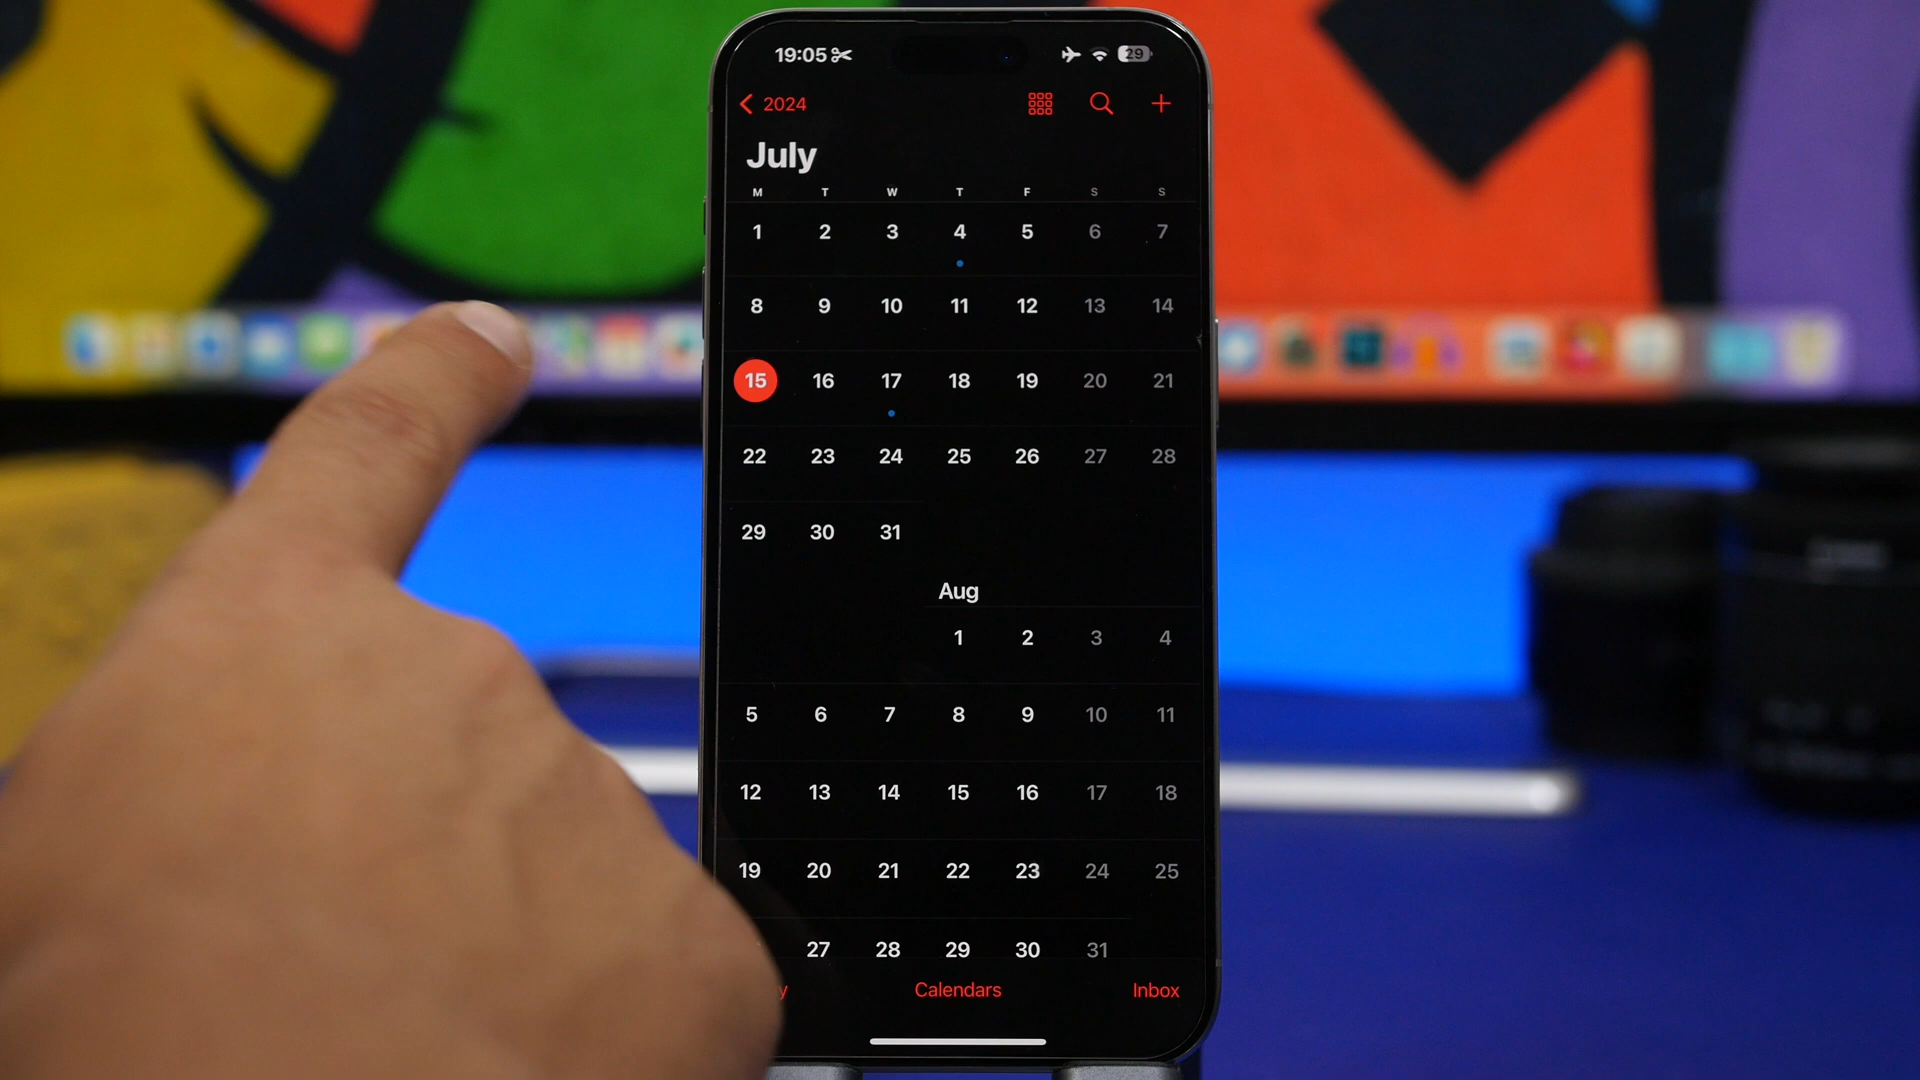 19:05 29
2024
July
M T W T F S S
1 2 3 4 5 6 7
8 9 10 11 12 13 14
15 16 17 18 19 20 21
22 23 24 25 26 27 28
29 30 31
Aug
1 2 3 4
5 6 7 8 9 10 11
12 13 14 15 16 17 18
19 20 21 22 23 24 25
27 28 29 30 31
y Calendars Inbox